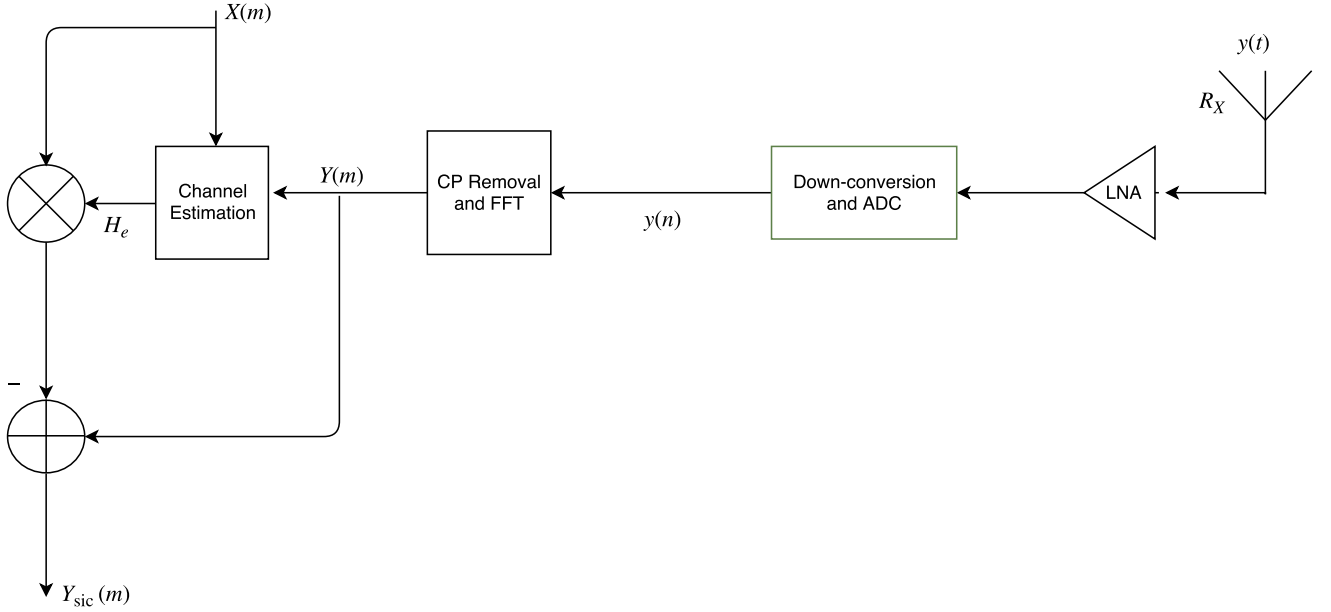 X(m)
y(t)
R_X
Channel
Estimation
H_e
Y(m)
CP Removal
and FFT
y(n)
Down-conversion
and ADC
LNA
−
Y_sic (m)